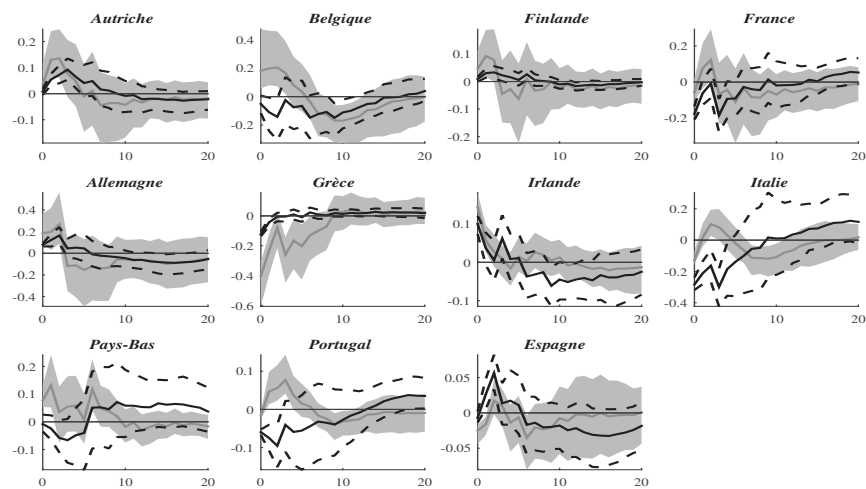 Autriche Belgique Finlande France
0.2 0.4 0.1 0.2
0.1 0.2 0 0
0 0 -0.1 -0.2
-0.1 -0.2 -0.2
0 10 20 0 10 20 0 10 20 0 10 20
Allemagne Grèce Irlande Italie
0.4 0 0.1 0.2
0.2 -0.2 0 0
0 -0.4 -0.1 -0.2
-0.2 -0.6 -0.4
-0.4
0 10 20 0 10 20 0 10 20 0 10 20
Pays-Bas Portugal Espagne
0.2 0.1 0.05
0.1 0 0
0 -0.1 -0.05
-0.1
0 10 20 0 10 20 0 10 20